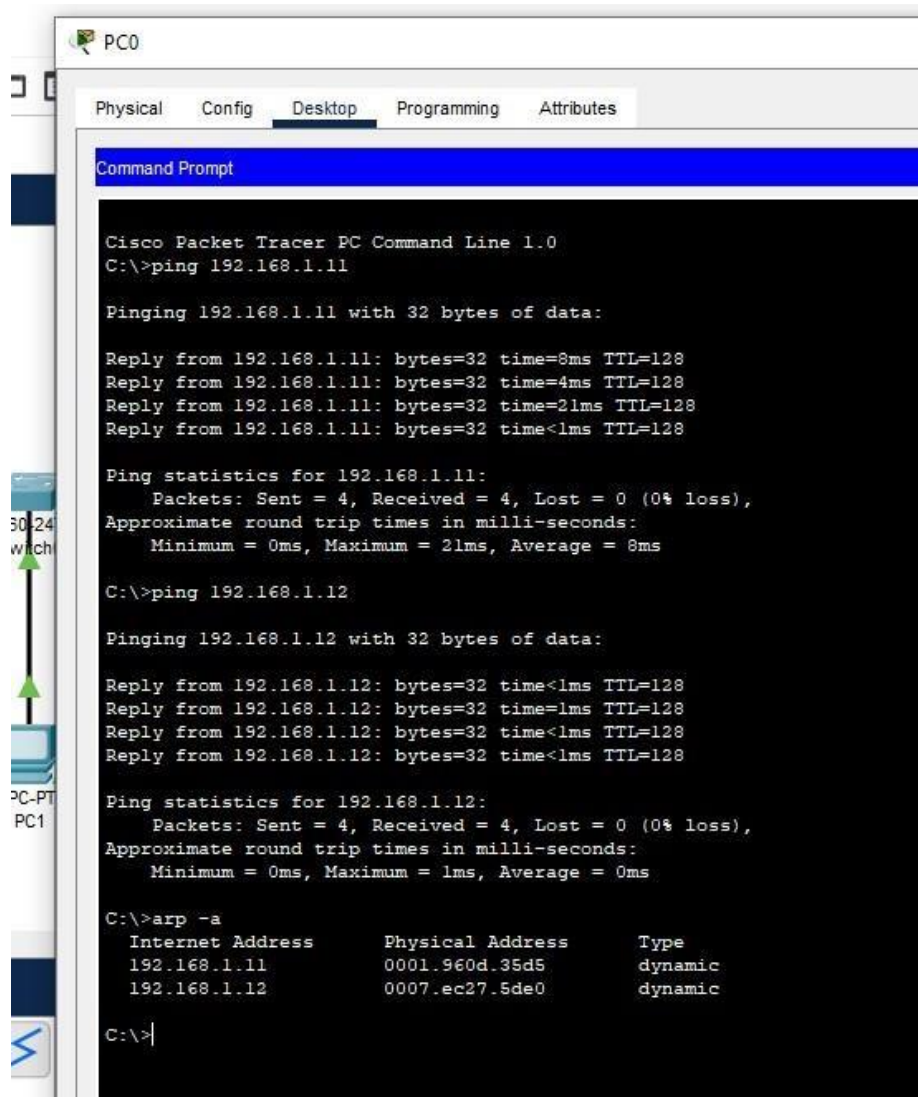 PC0
Physical Config Desktop Programming Attributes
Command Prompt
Cisco Packet Tracer PC Command Line 1.0
C:\>ping 192.168.1.11
Pinging 192.168.1.11 with 32 bytes of data:
Reply from 192.168.1.11: bytes=32 time=8ms TTL=128
Reply from 192.168.1.11: bytes=32 time=4ms TTL=128
Reply from 192.168.1.11: bytes=32 time=21ms TTL=128
Reply from 192.168.1.11: bytes=32 time<1ms TTL=128
Ping statistics for 192.168.1.11:
Packets: Sent = 4, Received = 4, Lost = 0 (0% loss),
Approximate round trip times in milli-seconds:
Minimum = 0ms, Maximum = 21ms, Average = 8ms
C:\>ping 192.168.1.12
Pinging 192.168.1.12 with 32 bytes of data:
Reply from 192.168.1.12: bytes=32 time<1ms TTL=128
Reply from 192.168.1.12: bytes=32 time=1ms TTL=128
Reply from 192.168.1.12: bytes=32 time<1ms TTL=128
Reply from 192.168.1.12: bytes=32 time<1ms TTL=128
Ping statistics for 192.168.1.12:
Packets: Sent = 4, Received = 4, Lost = 0 (0% loss),
Approximate round trip times in milli-seconds:
Minimum = 0ms, Maximum = 1ms, Average = 0ms
C:\>arp -a
Internet Address Physical Address Type
192.168.1.11 0001.960d.35d5 dynamic
192.168.1.12 0007.ec27.5de0 dynamic
C:\>
PC-PT
PC1